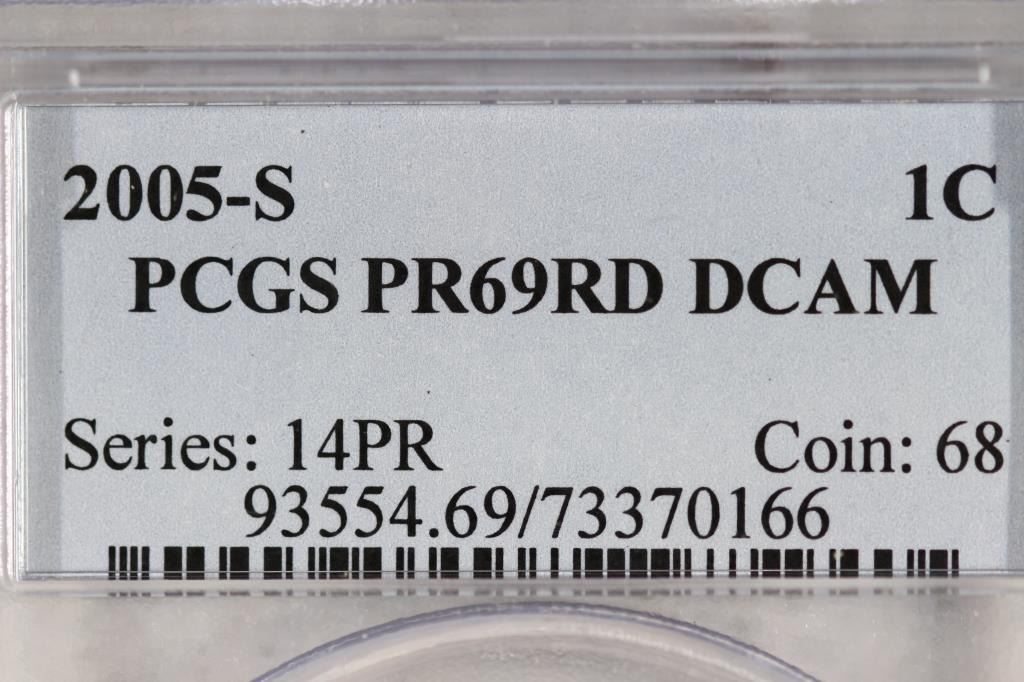 2005-S 1C
PCGS PR69RD DCAM
Series: 14PR Coin: 68
93554.69/73370166